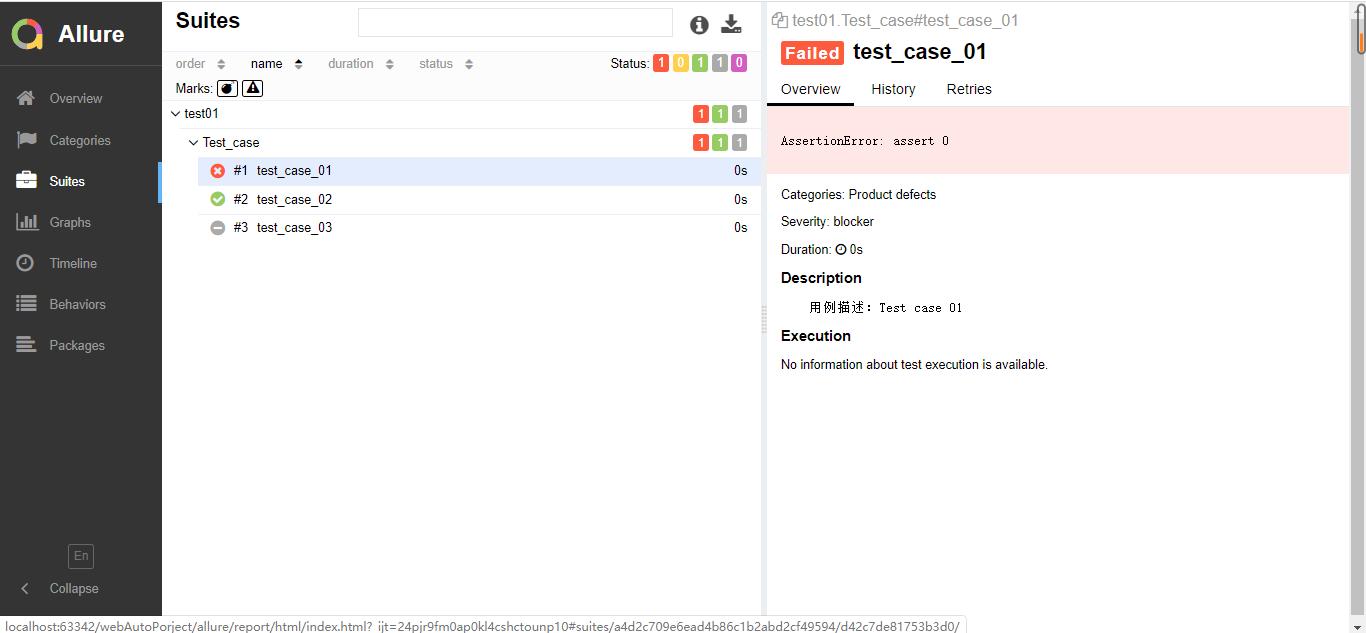 Allure
Overview
Categories
Suites
Graphs
Timeline
Behaviors
Packages
En
Collapse
Suites
order name duration status Status: 1 0 1 1 0
Marks:
test01 1 1 1
Test_case 1 1 1
#1 test_case_01 0s
#2 test_case_02 0s
#3 test_case_03 0s
test01.Test_case#test_case_01
Failed test_case_01
Overview History Retries
AssertionError: assert 0
Categories: Product defects
Severity: blocker
Duration: 0s
Description
用例描述: Test case 01
Execution
No information about test execution is available.
localhost:63342/webAutoPorject/allure/report/html/index.html?_ijt=24pjr9fm0ap0kl4cshctounp10#suites/a4d2c709e6ead4b86c1b2abd2cf49594/d42c7de81753b3d0/